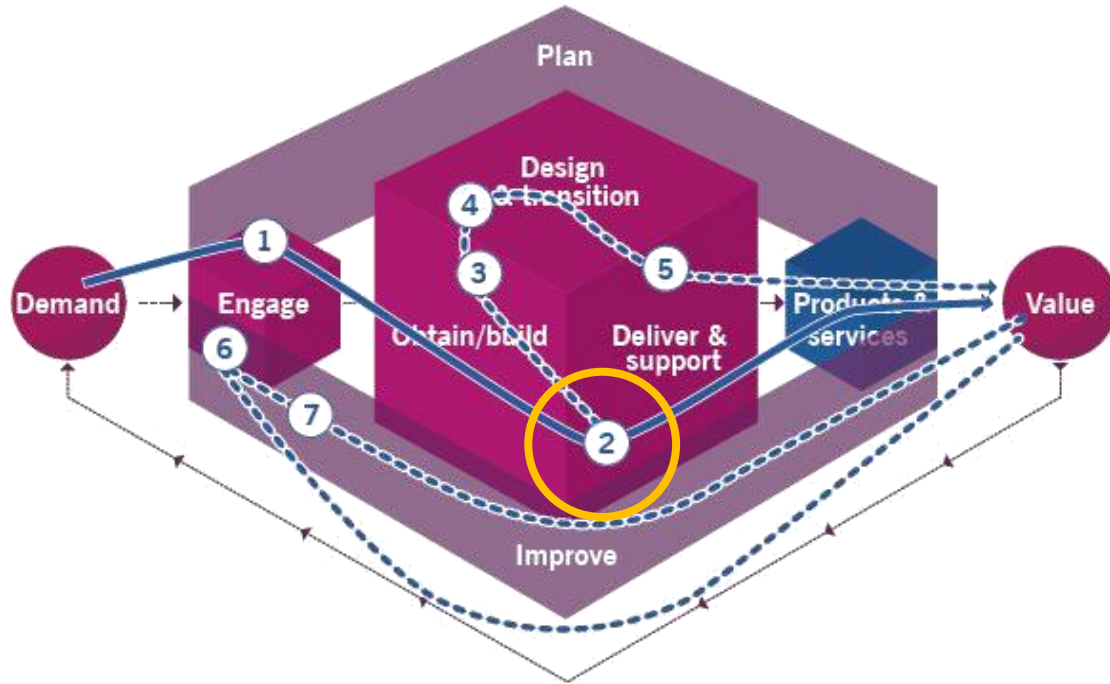 Plan
Design
& transition
4
1
3
5
Demand
Engage
Obtain/build
Deliver &
support
Products &
services
Value
6
7
2
Improve